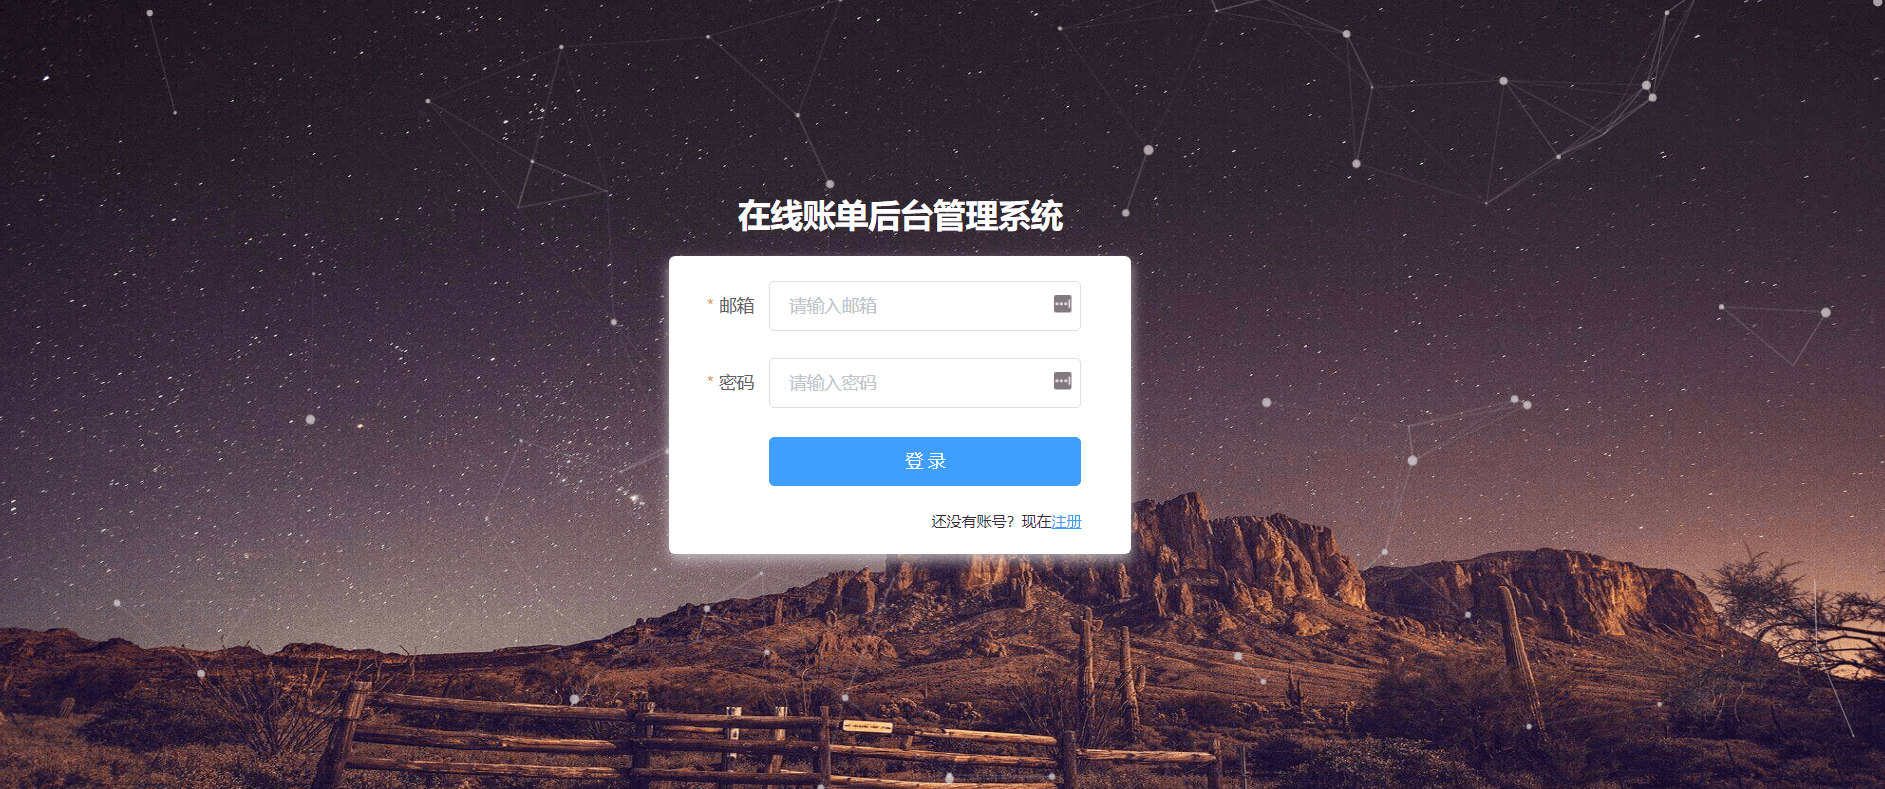 在线账单后台管理系统
* 邮箱 请输入邮箱
* 密码 请输入密码
登录
还没有账号？现在注册